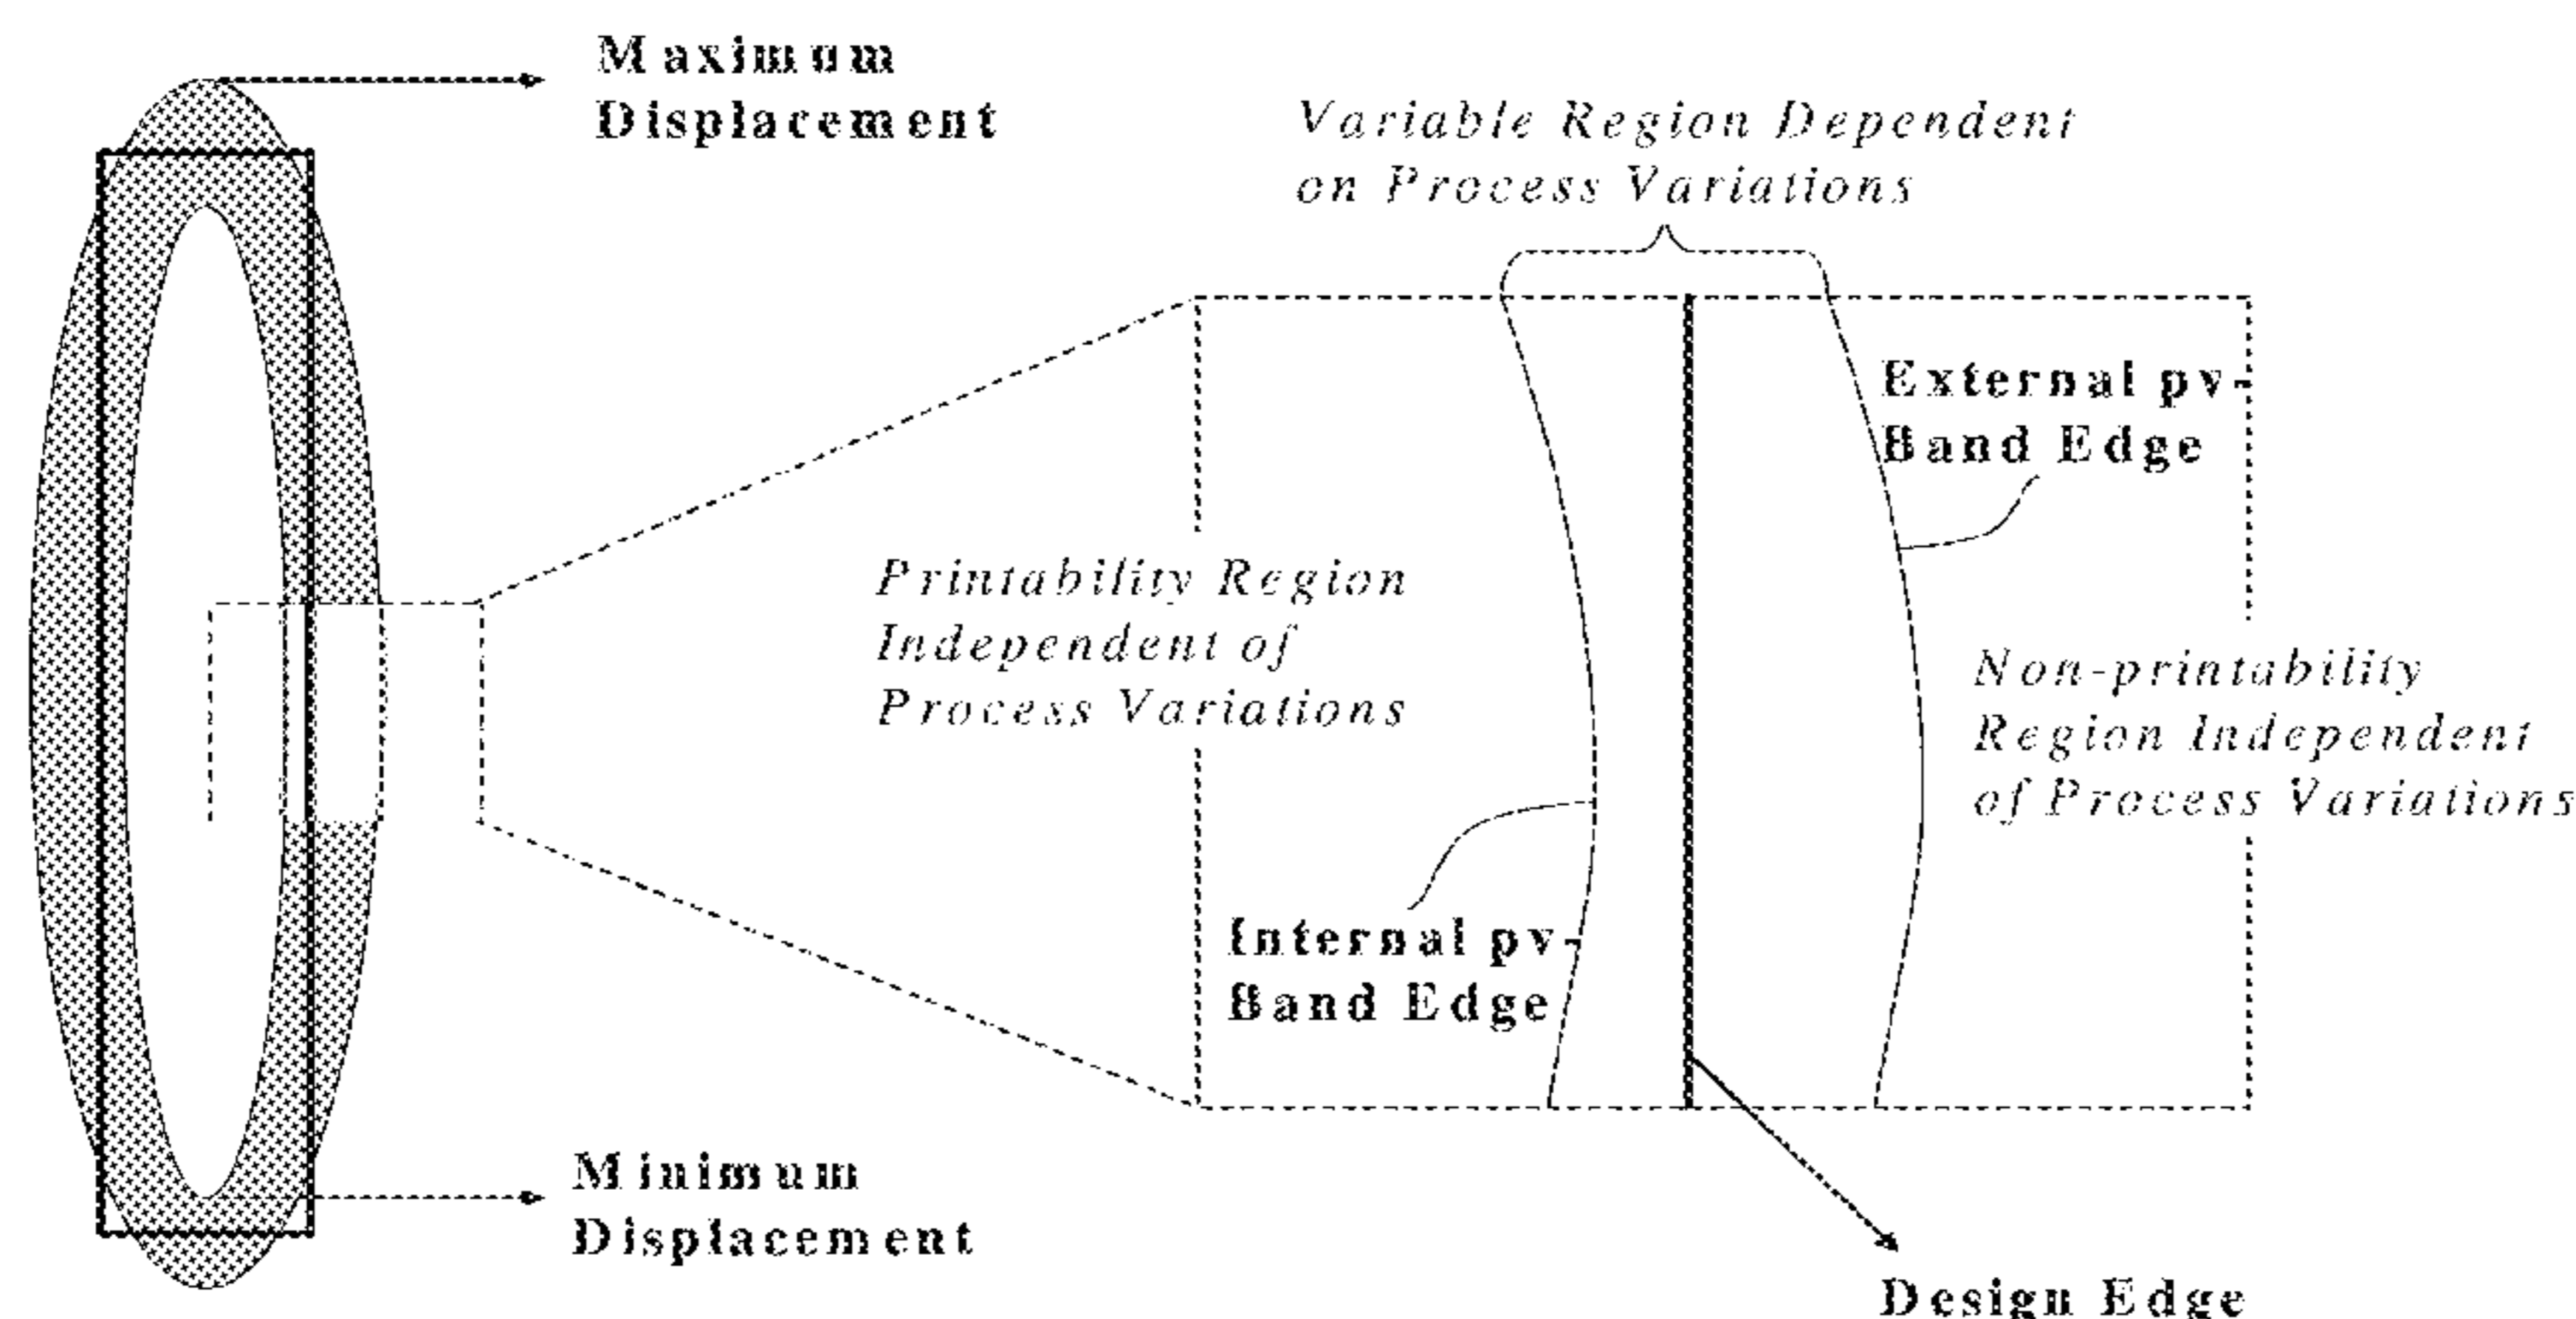 Maximum
Displacement
Variable Region Dependent
on Process Variations
External pv-
Band Edge
Printability Region
Independent of
Process Variations
Non-printability
Region Independent
of Process Variations
Internal pv-
Band Edge
Minimum
Displacement
Design Edge